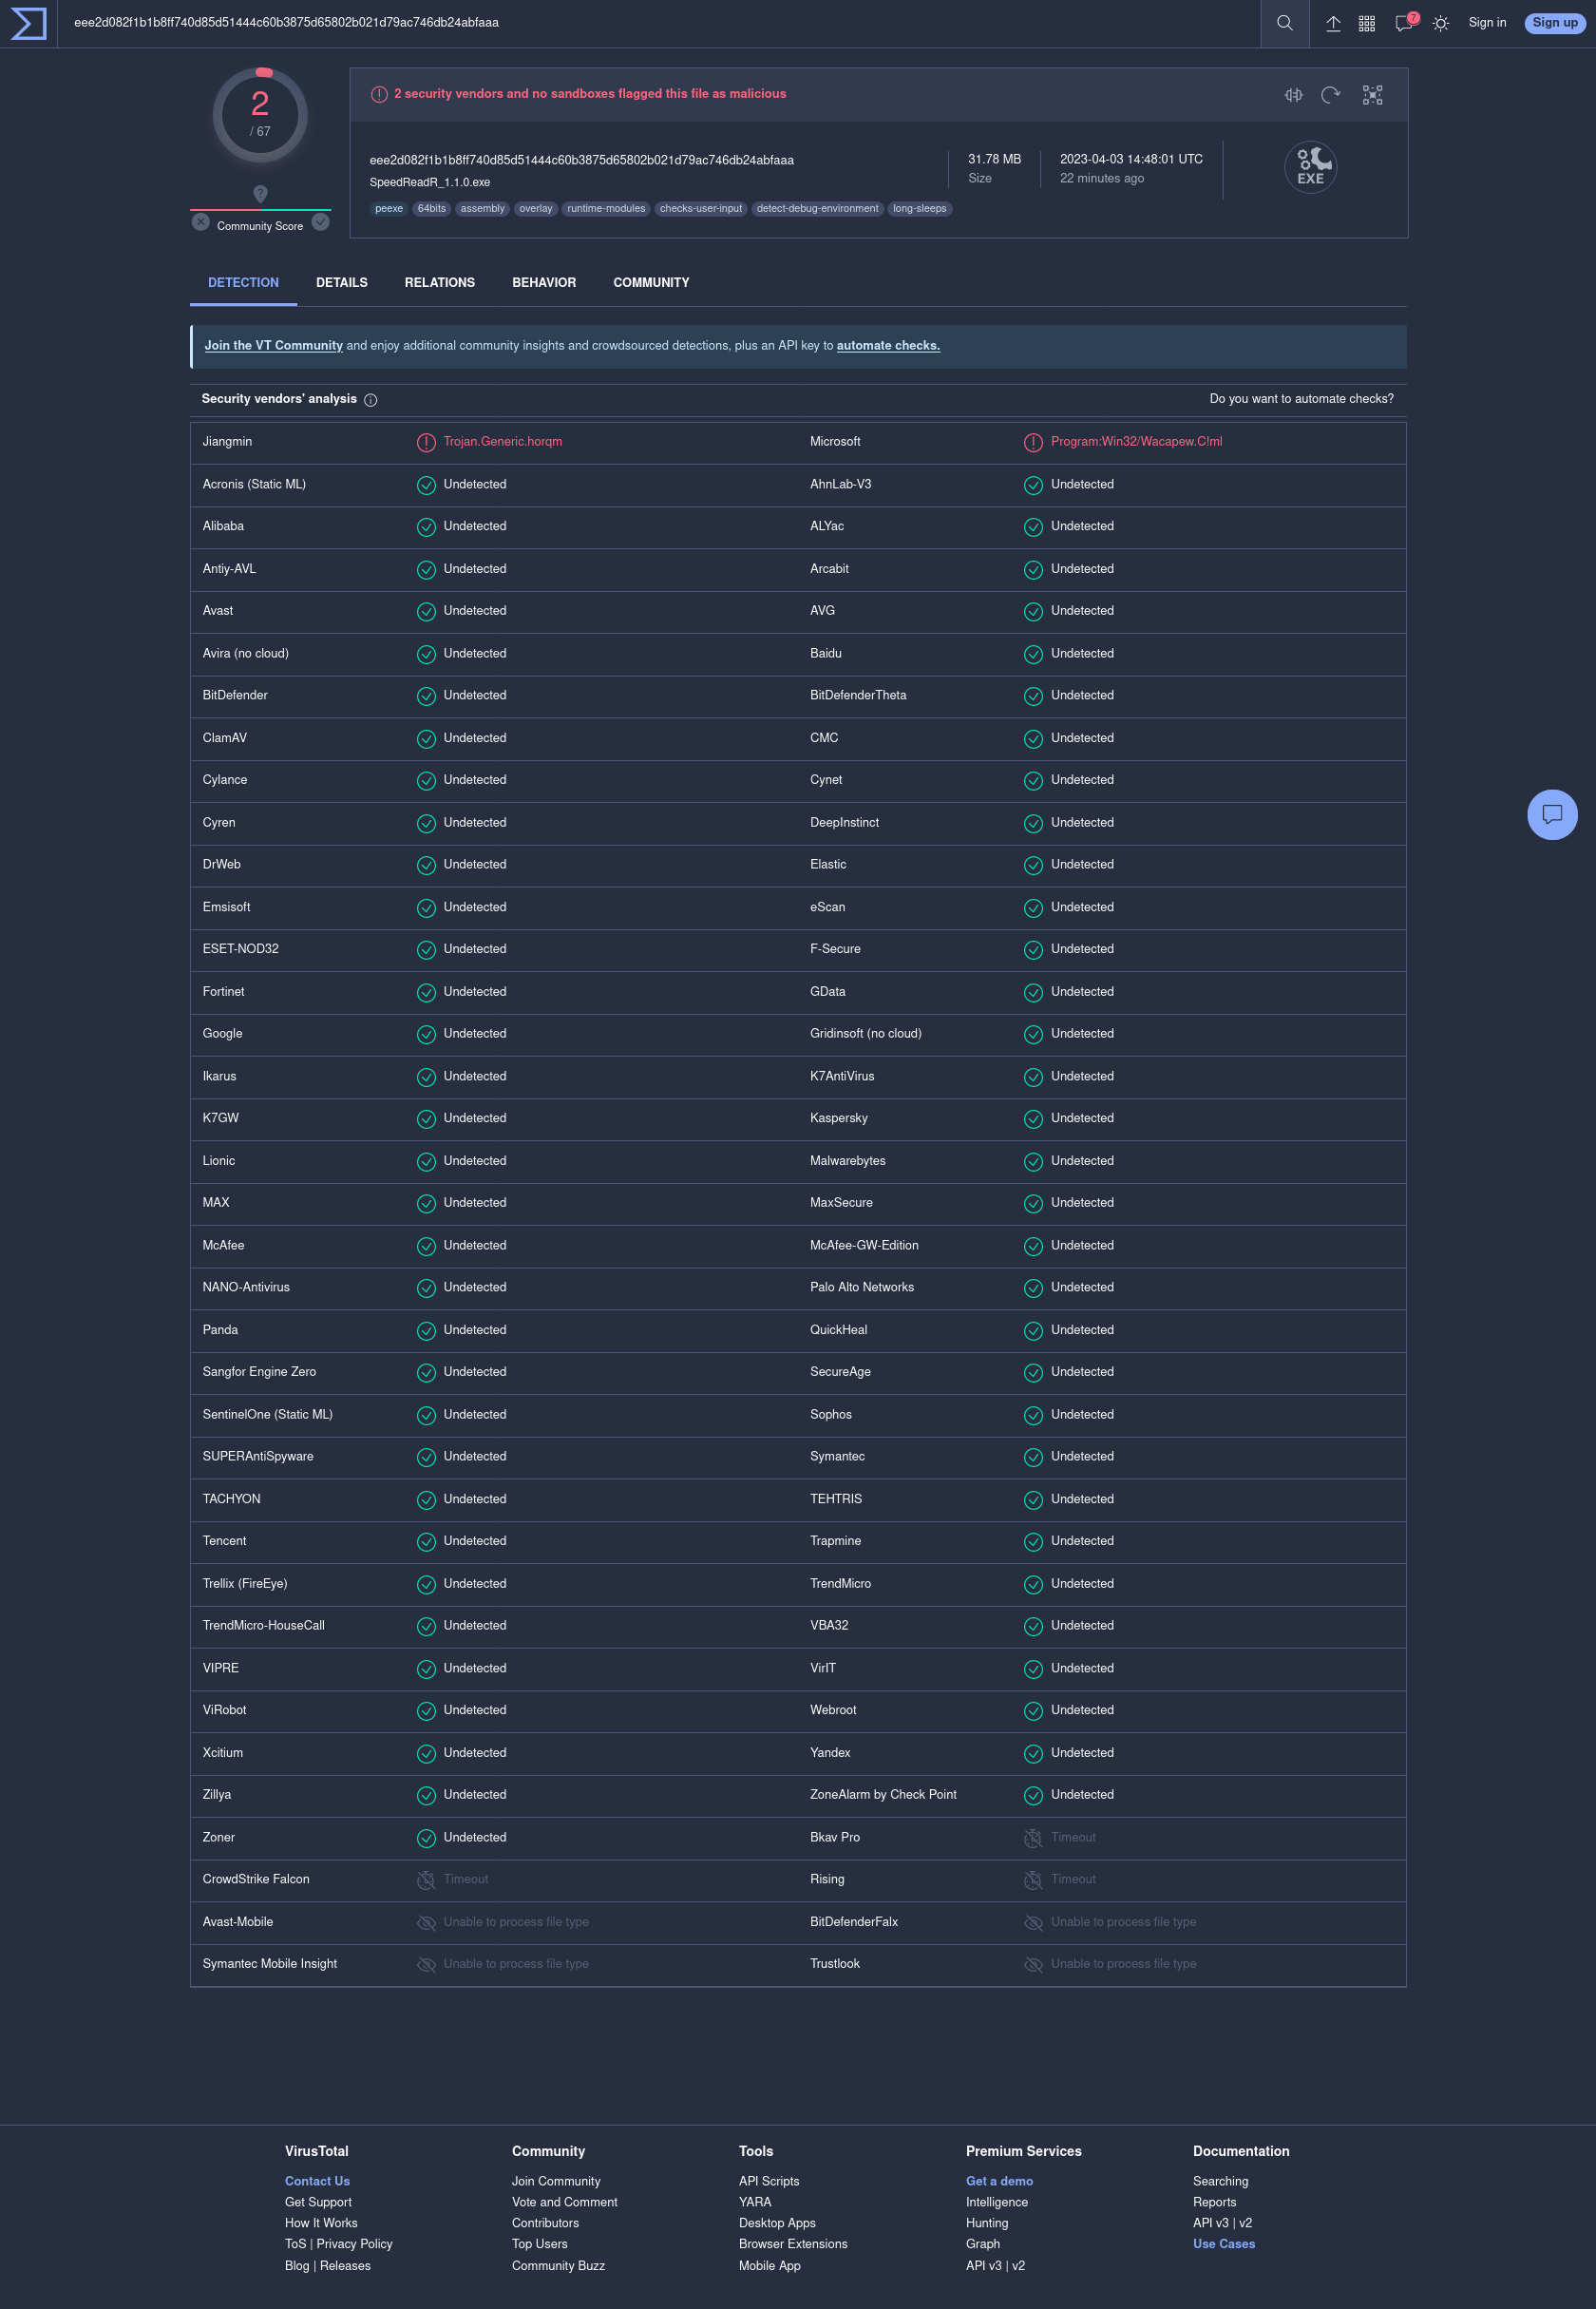 eee2d082f1b1b8ff740d85d51444c60b3875d65802b021d79ac746db24abfaaa
7
Sign in
Sign up
2
/ 67
?
Community Score
2 security vendors and no sandboxes flagged this file as malicious
eee2d082f1b1b8ff740d85d51444c60b3875d65802b021d79ac746db24abfaaa
SpeedReadR_1.1.0.exe
31.78 MB
Size
2023-04-03 14:48:01 UTC
22 minutes ago
EXE
peexe 64bits assembly overlay runtime-modules checks-user-input detect-debug-environment long-sleeps
DETECTION DETAILS RELATIONS BEHAVIOR COMMUNITY
Join the VT Community and enjoy additional community insights and crowdsourced detections, plus an API key to automate checks.
Security vendors' analysis Do you want to automate checks?
Jiangmin Trojan.Generic.horqm Microsoft Program:Win32/Wacapew.C!ml
Acronis (Static ML) Undetected AhnLab-V3 Undetected
Alibaba Undetected ALYac Undetected
Antiy-AVL Undetected Arcabit Undetected
Avast Undetected AVG Undetected
Avira (no cloud) Undetected Baidu Undetected
BitDefender Undetected BitDefenderTheta Undetected
ClamAV Undetected CMC Undetected
Cylance Undetected Cynet Undetected
Cyren Undetected DeepInstinct Undetected
DrWeb Undetected Elastic Undetected
Emsisoft Undetected eScan Undetected
ESET-NOD32 Undetected F-Secure Undetected
Fortinet Undetected GData Undetected
Google Undetected Gridinsoft (no cloud) Undetected
Ikarus Undetected K7AntiVirus Undetected
K7GW Undetected Kaspersky Undetected
Lionic Undetected Malwarebytes Undetected
MAX Undetected MaxSecure Undetected
McAfee Undetected McAfee-GW-Edition Undetected
NANO-Antivirus Undetected Palo Alto Networks Undetected
Panda Undetected QuickHeal Undetected
Sangfor Engine Zero Undetected SecureAge Undetected
SentinelOne (Static ML) Undetected Sophos Undetected
SUPERAntiSpyware Undetected Symantec Undetected
TACHYON Undetected TEHTRIS Undetected
Tencent Undetected Trapmine Undetected
Trellix (FireEye) Undetected TrendMicro Undetected
TrendMicro-HouseCall Undetected VBA32 Undetected
VIPRE Undetected VirIT Undetected
ViRobot Undetected Webroot Undetected
Xcitium Undetected Yandex Undetected
Zillya Undetected ZoneAlarm by Check Point Undetected
Zoner Undetected Bkav Pro Timeout
CrowdStrike Falcon Timeout Rising Timeout
Avast-Mobile Unable to process file type BitDefenderFalx Unable to process file type
Symantec Mobile Insight Unable to process file type Trustlook Unable to process file type
VirusTotal Community Tools Premium Services Documentation
Contact Us Join Community API Scripts Get a demo Searching
Get Support Vote and Comment YARA Intelligence Reports
How It Works Contributors Desktop Apps Hunting API v3 | v2
ToS | Privacy Policy Top Users Browser Extensions Graph Use Cases
Blog | Releases Community Buzz Mobile App API v3 | v2